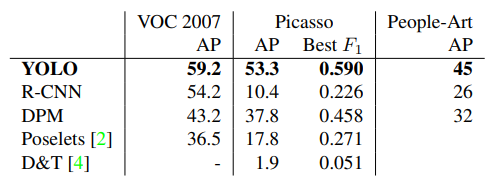 VOC 2007 Picasso People-Art
AP AP Best F1 AP
YOLO 59.2 53.3 0.590 45
R-CNN 54.2 10.4 0.226 26
DPM 43.2 37.8 0.458 32
Poselets [2] 36.5 17.8 0.271
D&T [4] - 1.9 0.051